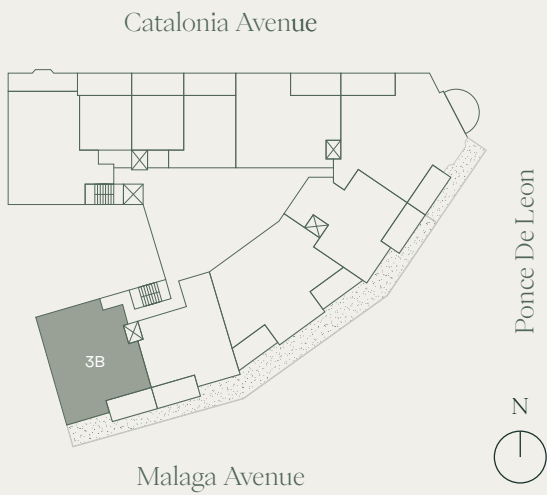 Catalonia Avenue
Ponce De Leon
3B
N
Malaga Avenue